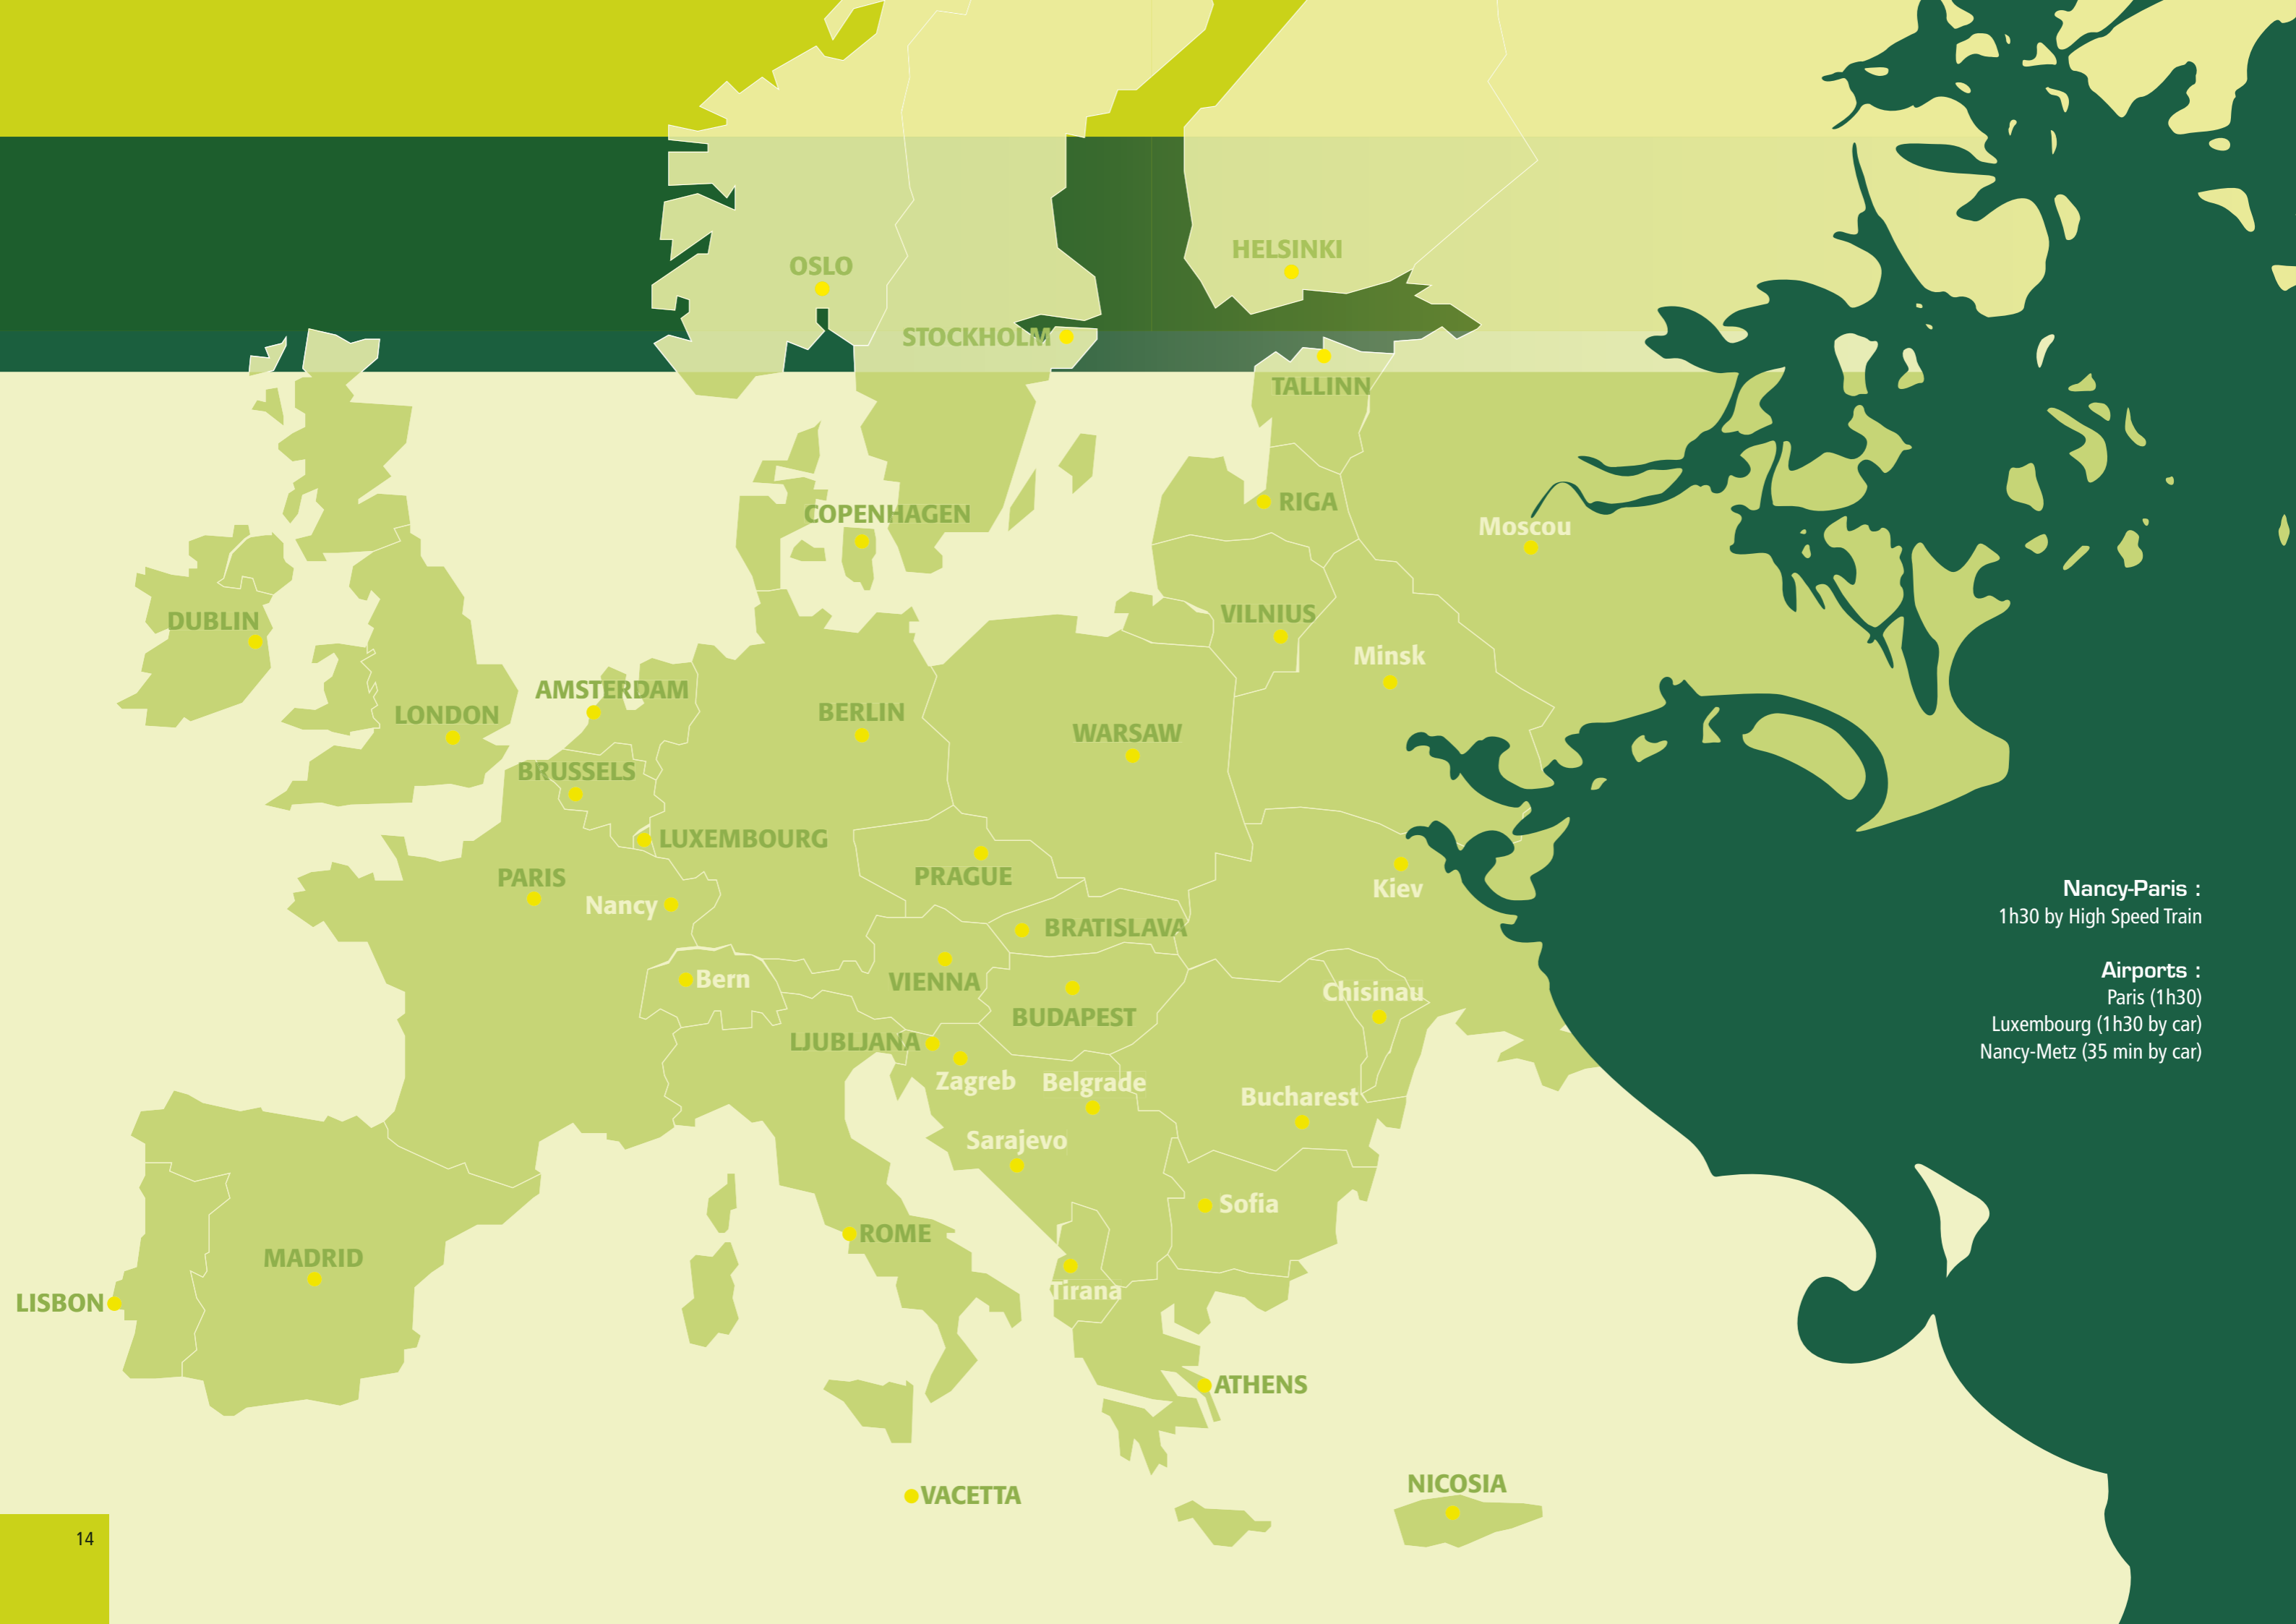 HELSINKI
OSLO
STOCKHOLM
TALLINN
RIGA
COPENHAGEN
Moscou
DUBLIN
VILNIUS
Minsk
AMSTERDAM
LONDON
BERLIN
WARSAW
BRUSSELS
LUXEMBOURG
PARIS
PRAGUE
Kiev
Nancy
BRATISLAVA
Bern
VIENNA
Chisinau
BUDAPEST
LJUBLJANA
Zagreb
Belgrade
Bucharest
Sarajevo
Sofia
ROME
MADRID
Tirana
LISBON
ATHENS
NICOSIA
VACETTA
Nancy-Paris :
1h30 by High Speed Train
Airports :
Paris (1h30)
Luxembourg (1h30 by car)
Nancy-Metz (35 min by car)
14